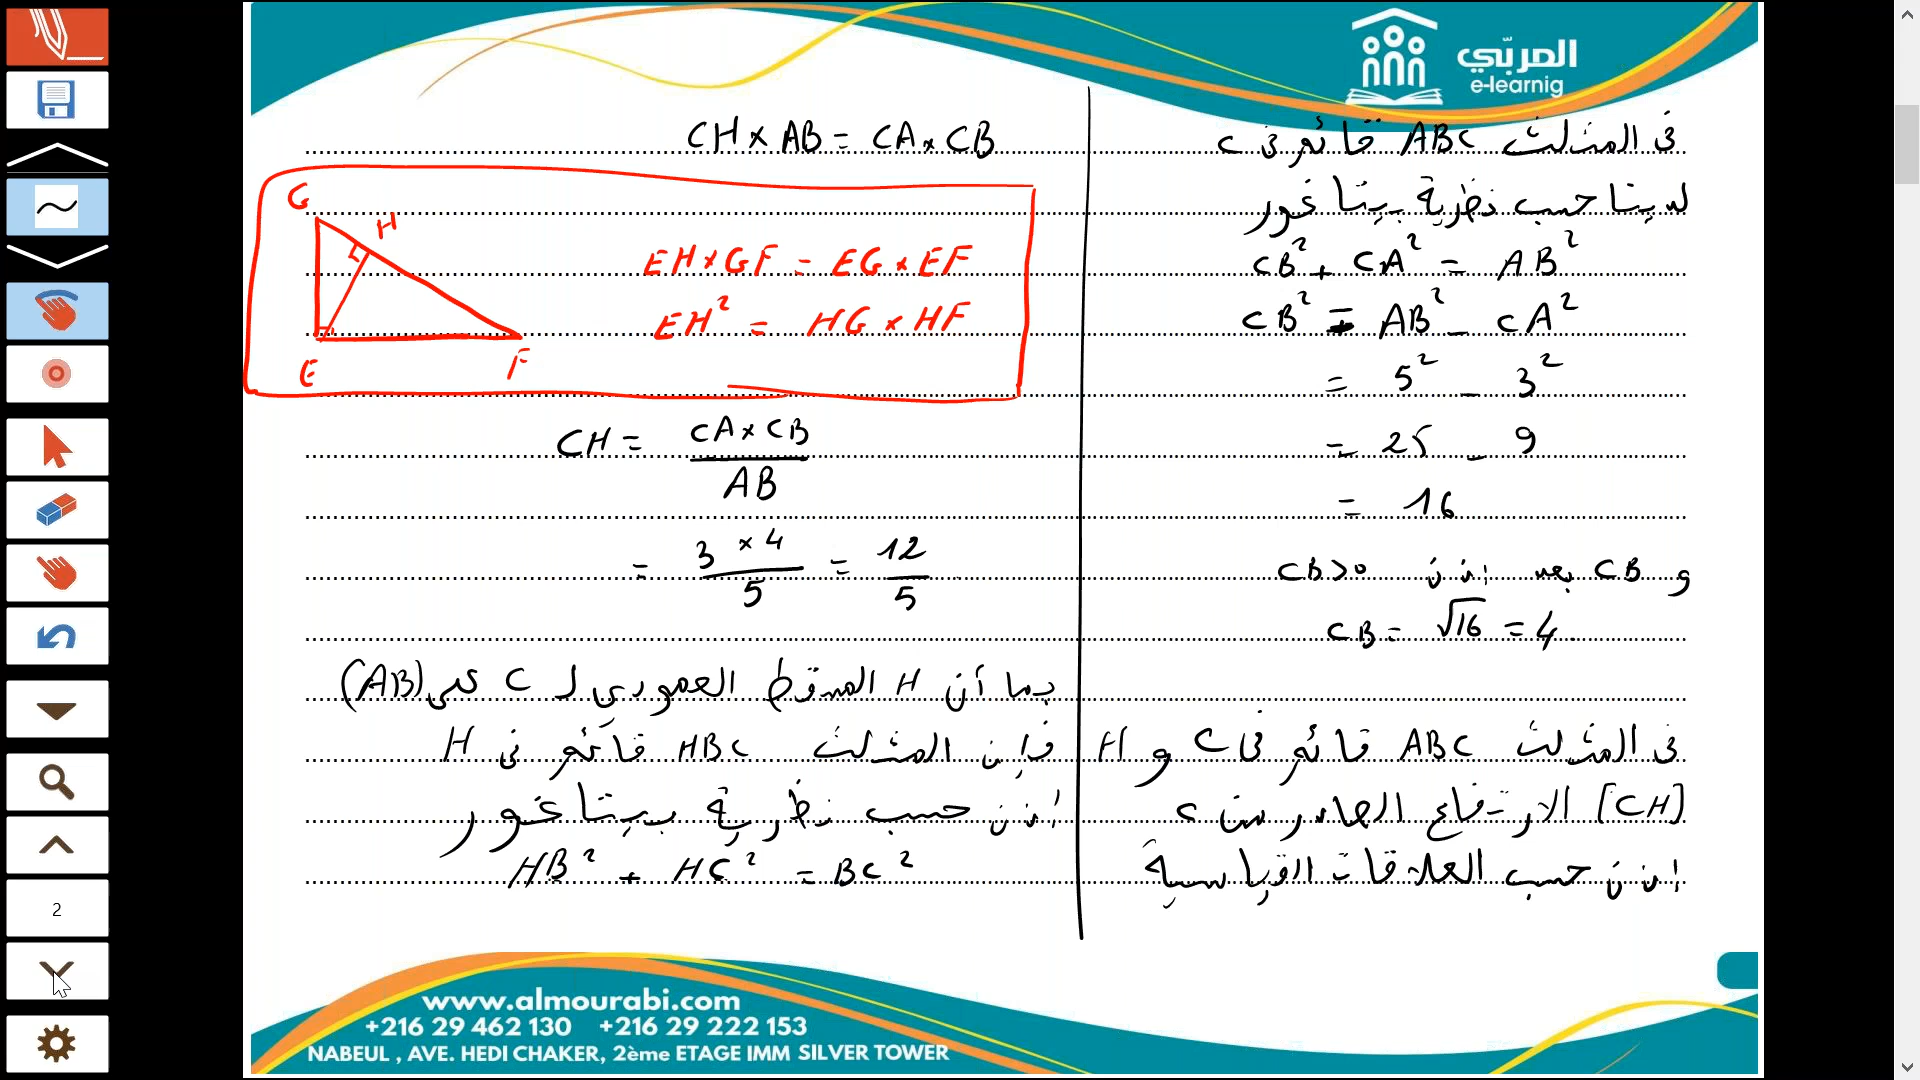 المربّي
e-learnig
في المثلث ABC قائم في C
لدينا حسب نظرية بيتاغور
CB² + CA² = AB²
CB² = AB² - CA²
= 5² - 3²
= 25 - 9
= 16
و CB بعد إذن CB>0
CB = √16 = 4
في المثلث ABC قائم في C و H
[CH] الارتفاع الصادر من C
إذن حسب العلاقات القياسية
CH × AB = CA × CB
G
H
E
F
EH × GF = EG × EF
EH² = HG × HF
CH = CA × CB / AB
= 3 × 4 / 5 = 12 / 5
بما أن H المسقط العمودي لـ C على (AB)
فإن المثلث HBC قائم في H
إذن حسب نظرية بيتاغور
HB² + HC² = BC²
2
www.almourabi.com
+216 29 462 130 +216 29 222 153
NABEUL , AVE. HEDI CHAKER, 2ème ETAGE IMM SILVER TOWER